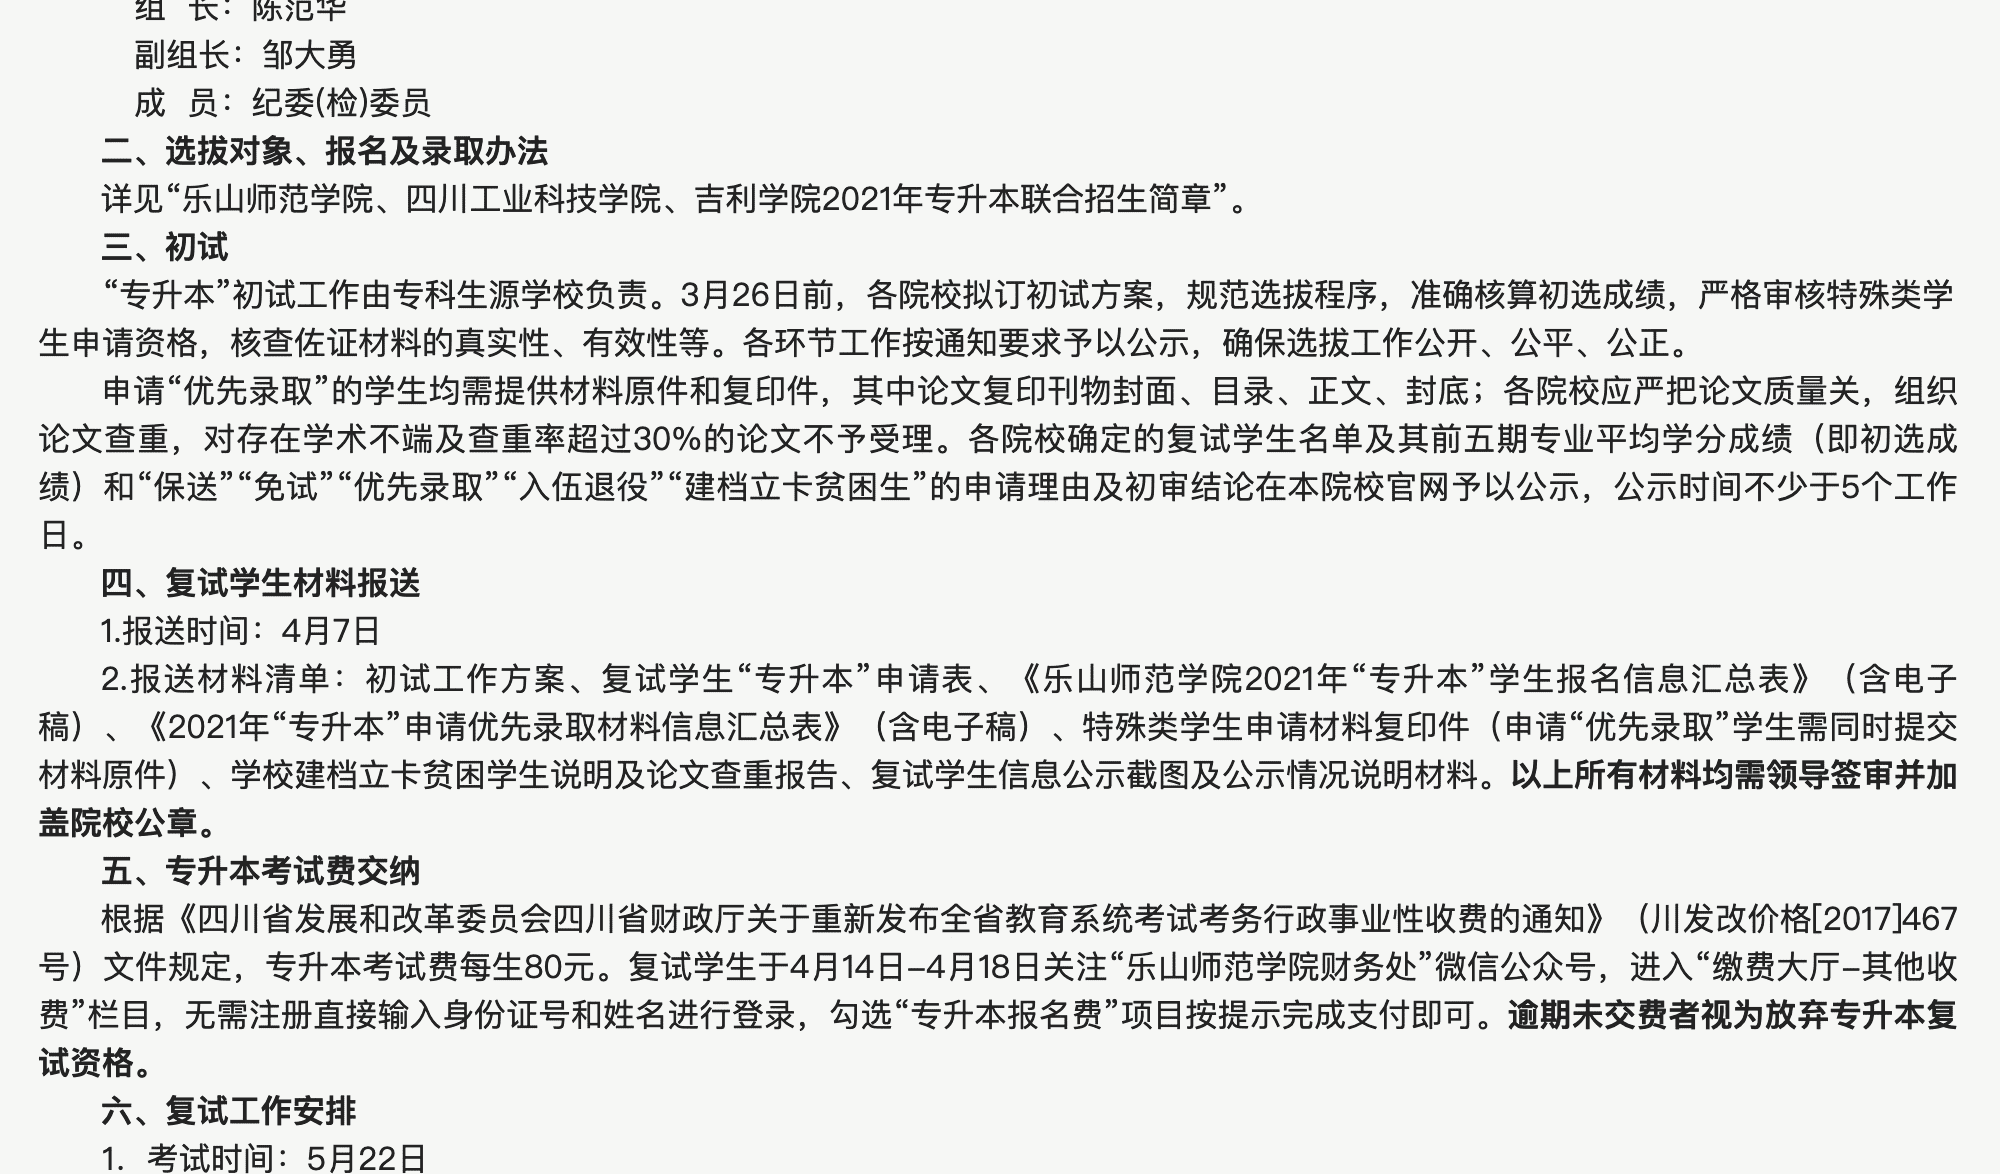 组 长：陈范华
副组长：邹大勇
成 员：纪委(检)委员
二、选拔对象、报名及录取办法
详见“乐山师范学院、四川工业科技学院、吉利学院2021年专升本联合招生简章”。
三、初试
“专升本”初试工作由专科生源学校负责。3月26日前，各院校拟订初试方案，规范选拔程序，准确核算初选成绩，严格审核特殊类学
生申请资格，核查佐证材料的真实性、有效性等。各环节工作按通知要求予以公示，确保选拔工作公开、公平、公正。
申请“优先录取”的学生均需提供材料原件和复印件，其中论文复印刊物封面、目录、正文、封底；各院校应严把论文质量关，组织
论文查重，对存在学术不端及查重率超过30%的论文不予受理。各院校确定的复试学生名单及其前五期专业平均学分成绩（即初选成
绩）和“保送”“免试”“优先录取”“入伍退役”“建档立卡贫困生”的申请理由及初审结论在本院校官网予以公示，公示时间不少于5个工作
日。
四、复试学生材料报送
1.报送时间：4月7日
2.报送材料清单：初试工作方案、复试学生“专升本”申请表、《乐山师范学院2021年“专升本”学生报名信息汇总表》（含电子
稿）、《2021年“专升本”申请优先录取材料信息汇总表》（含电子稿）、特殊类学生申请材料复印件（申请“优先录取”学生需同时提交
材料原件）、学校建档立卡贫困学生说明及论文查重报告、复试学生信息公示截图及公示情况说明材料。以上所有材料均需领导签审并加
盖院校公章。
五、专升本考试费交纳
根据《四川省发展和改革委员会四川省财政厅关于重新发布全省教育系统考试考务行政事业性收费的通知》（川发改价格[2017]467
号）文件规定，专升本考试费每生80元。复试学生于4月14日–4月18日关注“乐山师范学院财务处”微信公众号，进入“缴费大厅–其他收
费”栏目，无需注册直接输入身份证号和姓名进行登录，勾选“专升本报名费”项目按提示完成支付即可。逾期未交费者视为放弃专升本复
试资格。
六、复试工作安排
1. 考试时间：5月22日